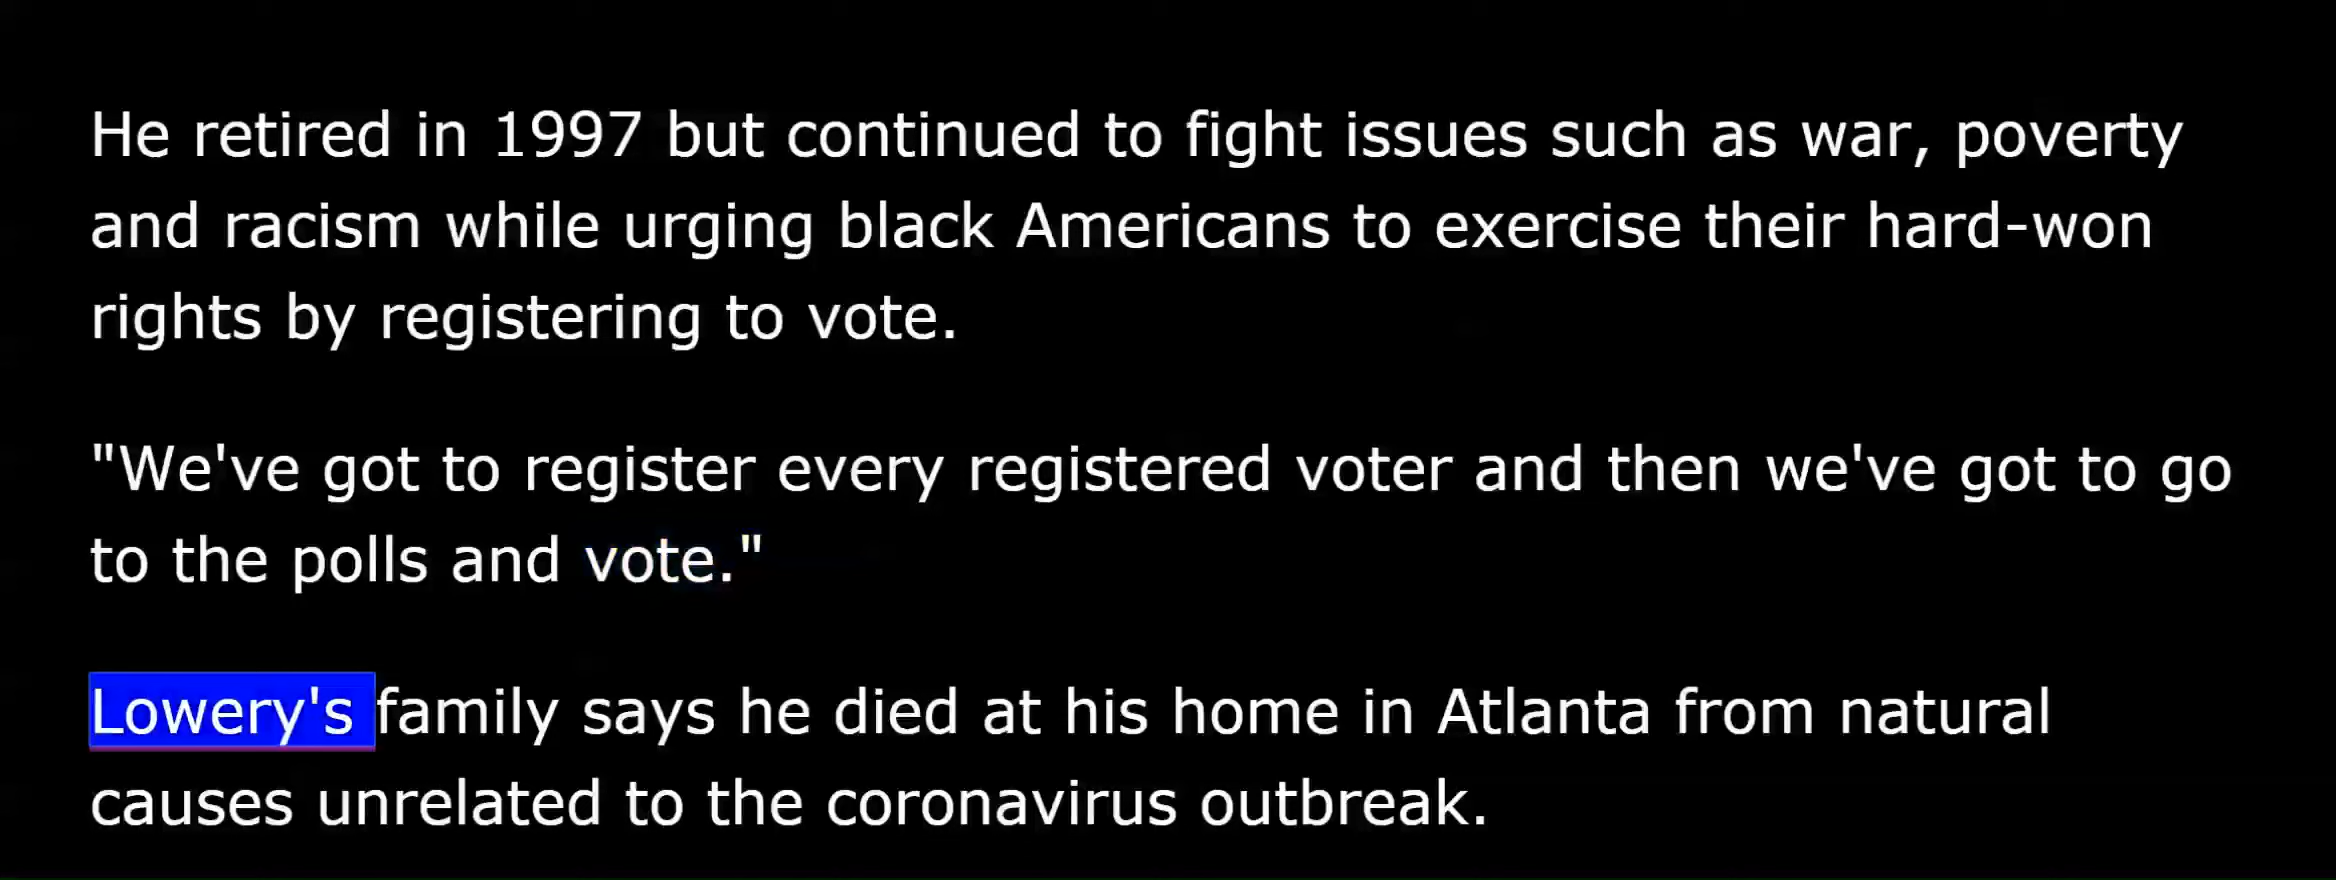 He retired in 1997 but continued to fight issues such as war, poverty
and racism while urging black Americans to exercise their hard-won
rights by registering to vote.
"We've got to register every registered voter and then we've got to go
to the polls and vote."
Lowery's family says he died at his home in Atlanta from natural
causes unrelated to the coronavirus outbreak.